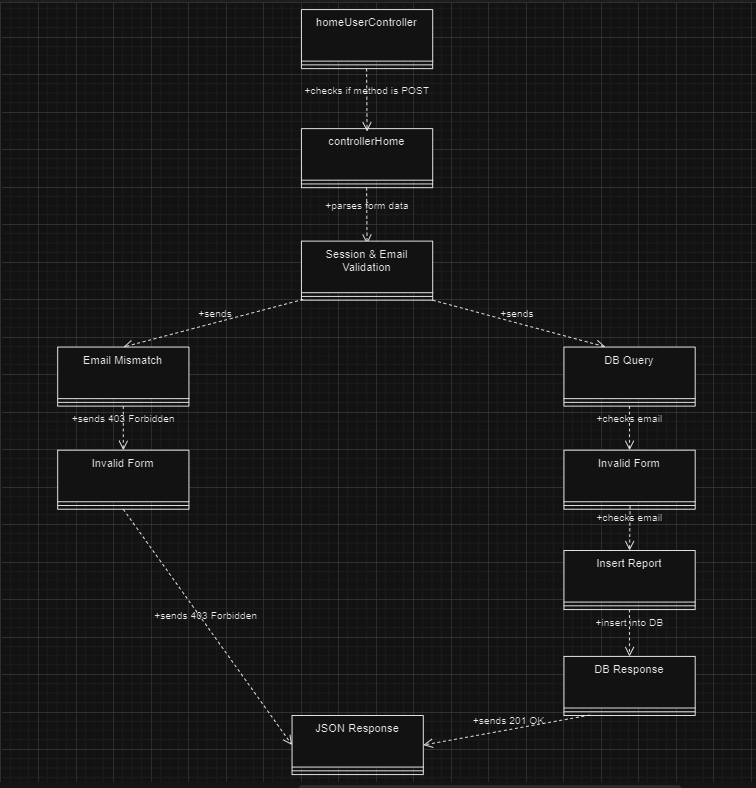 homeUserController
+checks if method is POST
controllerHome
+parses form data
Session & Email
Validation
+sends
+sends
Email Mismatch
DB Query
+sends 403 Forbidden
+checks email
Invalid Form
Invalid Form
+checks email
Insert Report
+sends 403 Forbidden
+insert into DB
DB Response
+sends 201 OK
JSON Response